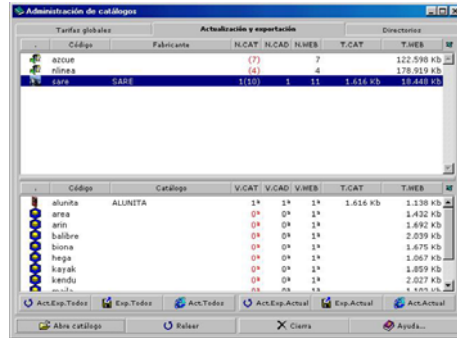 Administración de catálogos
Tarifas globales Actualización y exportación Directorios
. Código Fabricante N.CAT N.CAD N.WEB T.CAT T.WEB
azcue (7) 7 122.598 Kb
nlinea (4) 4 178.919 Kb
sare SARE 1(10) 1 11 1.616 Kb 18.448 Kb
. Código Catálogo V.CAT V.CAD V.WEB T.CAT T.WEB
alunita ALUNITA 1ª 1ª 1ª 1.616 Kb 1.138 Kb
area 0ª 0ª 1ª 1.432 Kb
arin 0ª 0ª 1ª 1.692 Kb
balibre 0ª 0ª 1ª 2.039 Kb
biona 0ª 0ª 1ª 1.675 Kb
hega 0ª 0ª 1ª 1.067 Kb
kayak 0ª 0ª 1ª 1.859 Kb
kendu 0ª 0ª 1ª 2.027 Kb
Act.Exp.Todos Exp.Todos Act.Todos Act.Exp.Actual Exp.Actual Act.Actual
Abre catálogo Releer Cierra Ayuda...